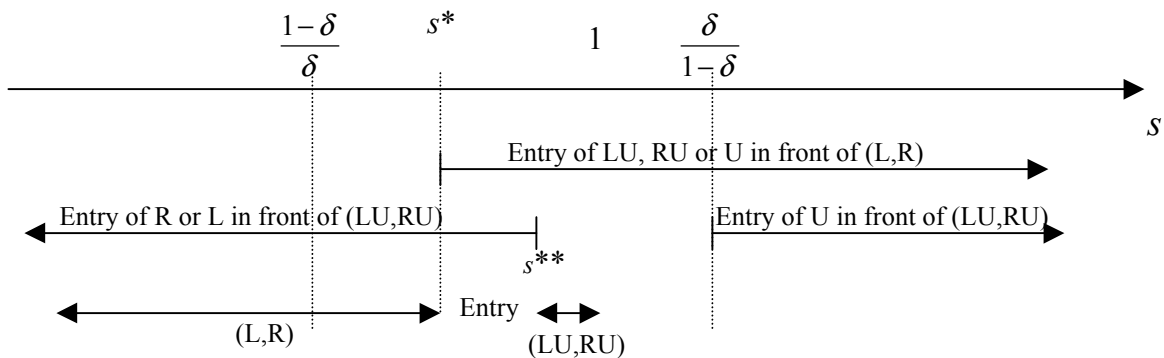 1 − δ / δ    s*    1    δ / 1 − δ
s
Entry of LU, RU or U in front of (L,R)
Entry of R or L in front of (LU,RU)    Entry of U in front of (LU,RU)
s**
Entry
(L,R)    (LU,RU)